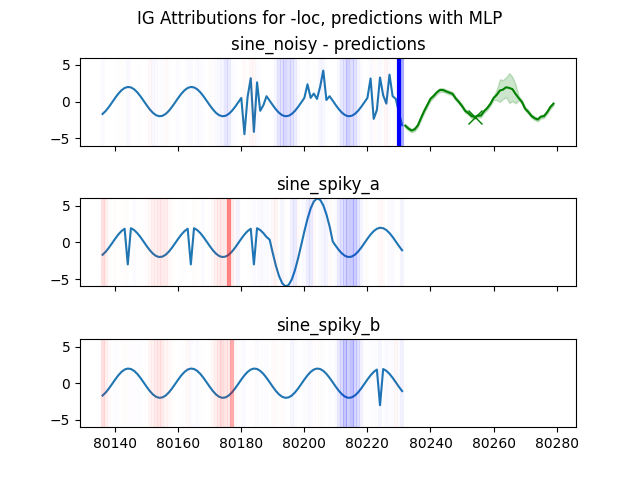 IG Attributions for -loc, predictions with MLP
sine_noisy - predictions
5
0
−5
sine_spiky_a
5
0
−5
sine_spiky_b
5
0
−5
80140 80160 80180 80200 80220 80240 80260 80280